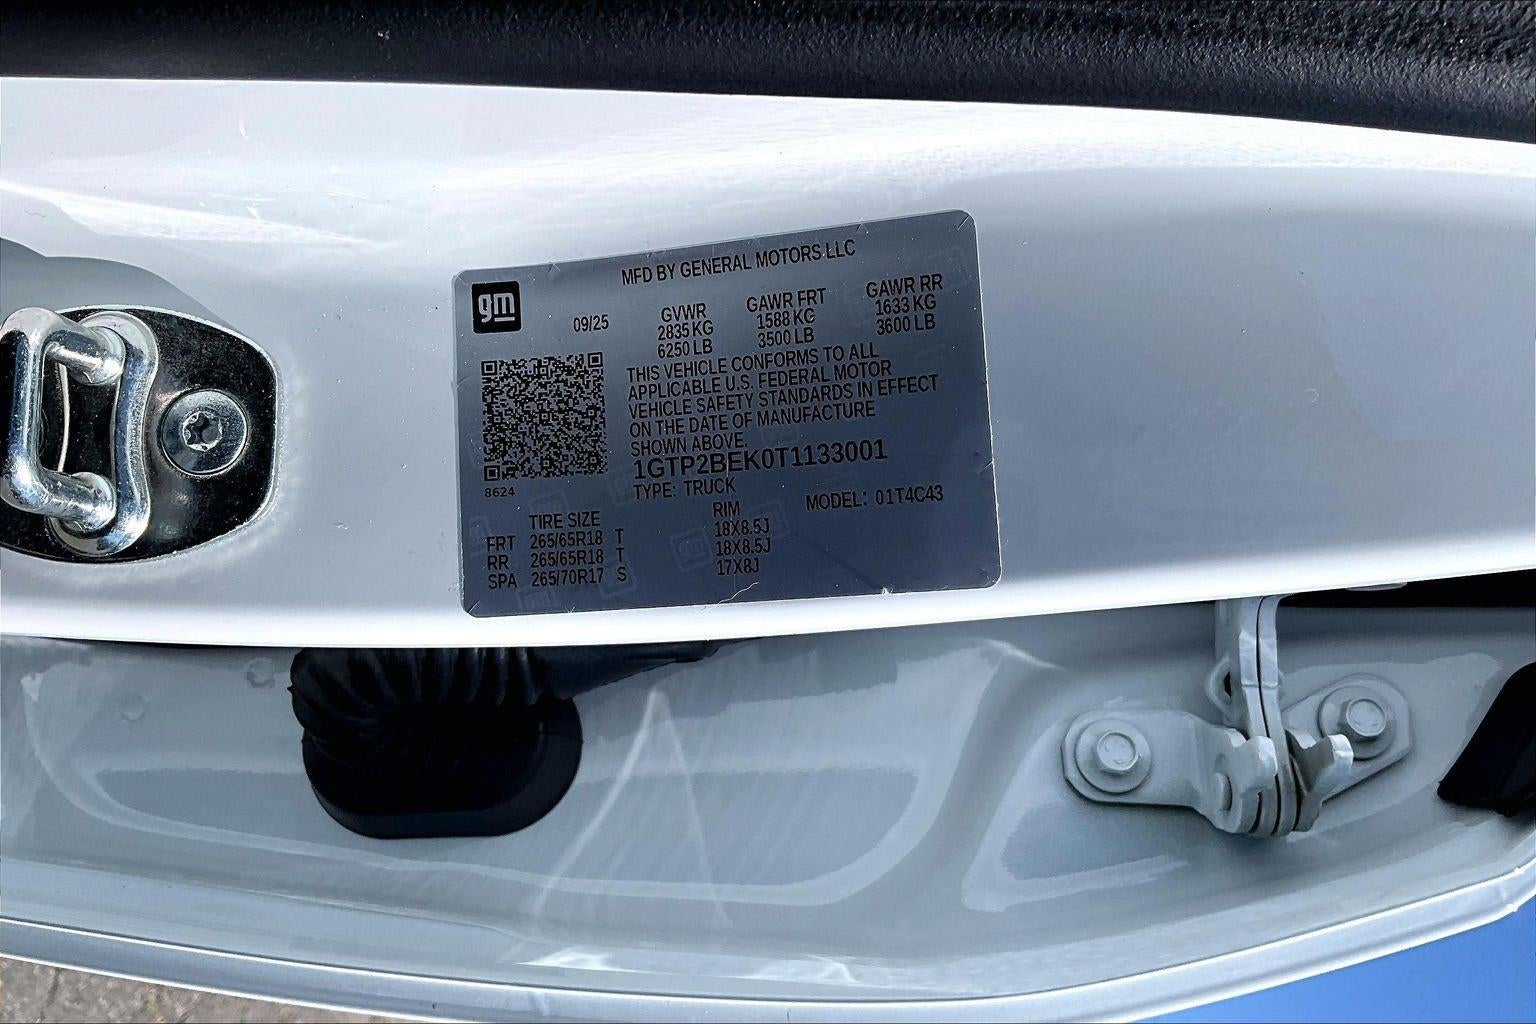 MFD BY GENERAL MOTORS LLC
gm
09/25
GVWR
2835 KG
6250 LB
GAWR FRT
1588 KG
3500 LB
GAWR RR
1633 KG
3600 LB
THIS VEHICLE CONFORMS TO ALL
APPLICABLE U.S. FEDERAL MOTOR
VEHICLE SAFETY STANDARDS IN EFFECT
ON THE DATE OF MANUFACTURE
SHOWN ABOVE.
1GTP2BEK0T1133001
8624
TYPE: TRUCK
MODEL: 01T4C43
TIRE SIZE RIM
FRT 265/65R18 T 18X8.5J
RR 265/65R18 T 18X8.5J
SPA 265/70R17 S 17X8J